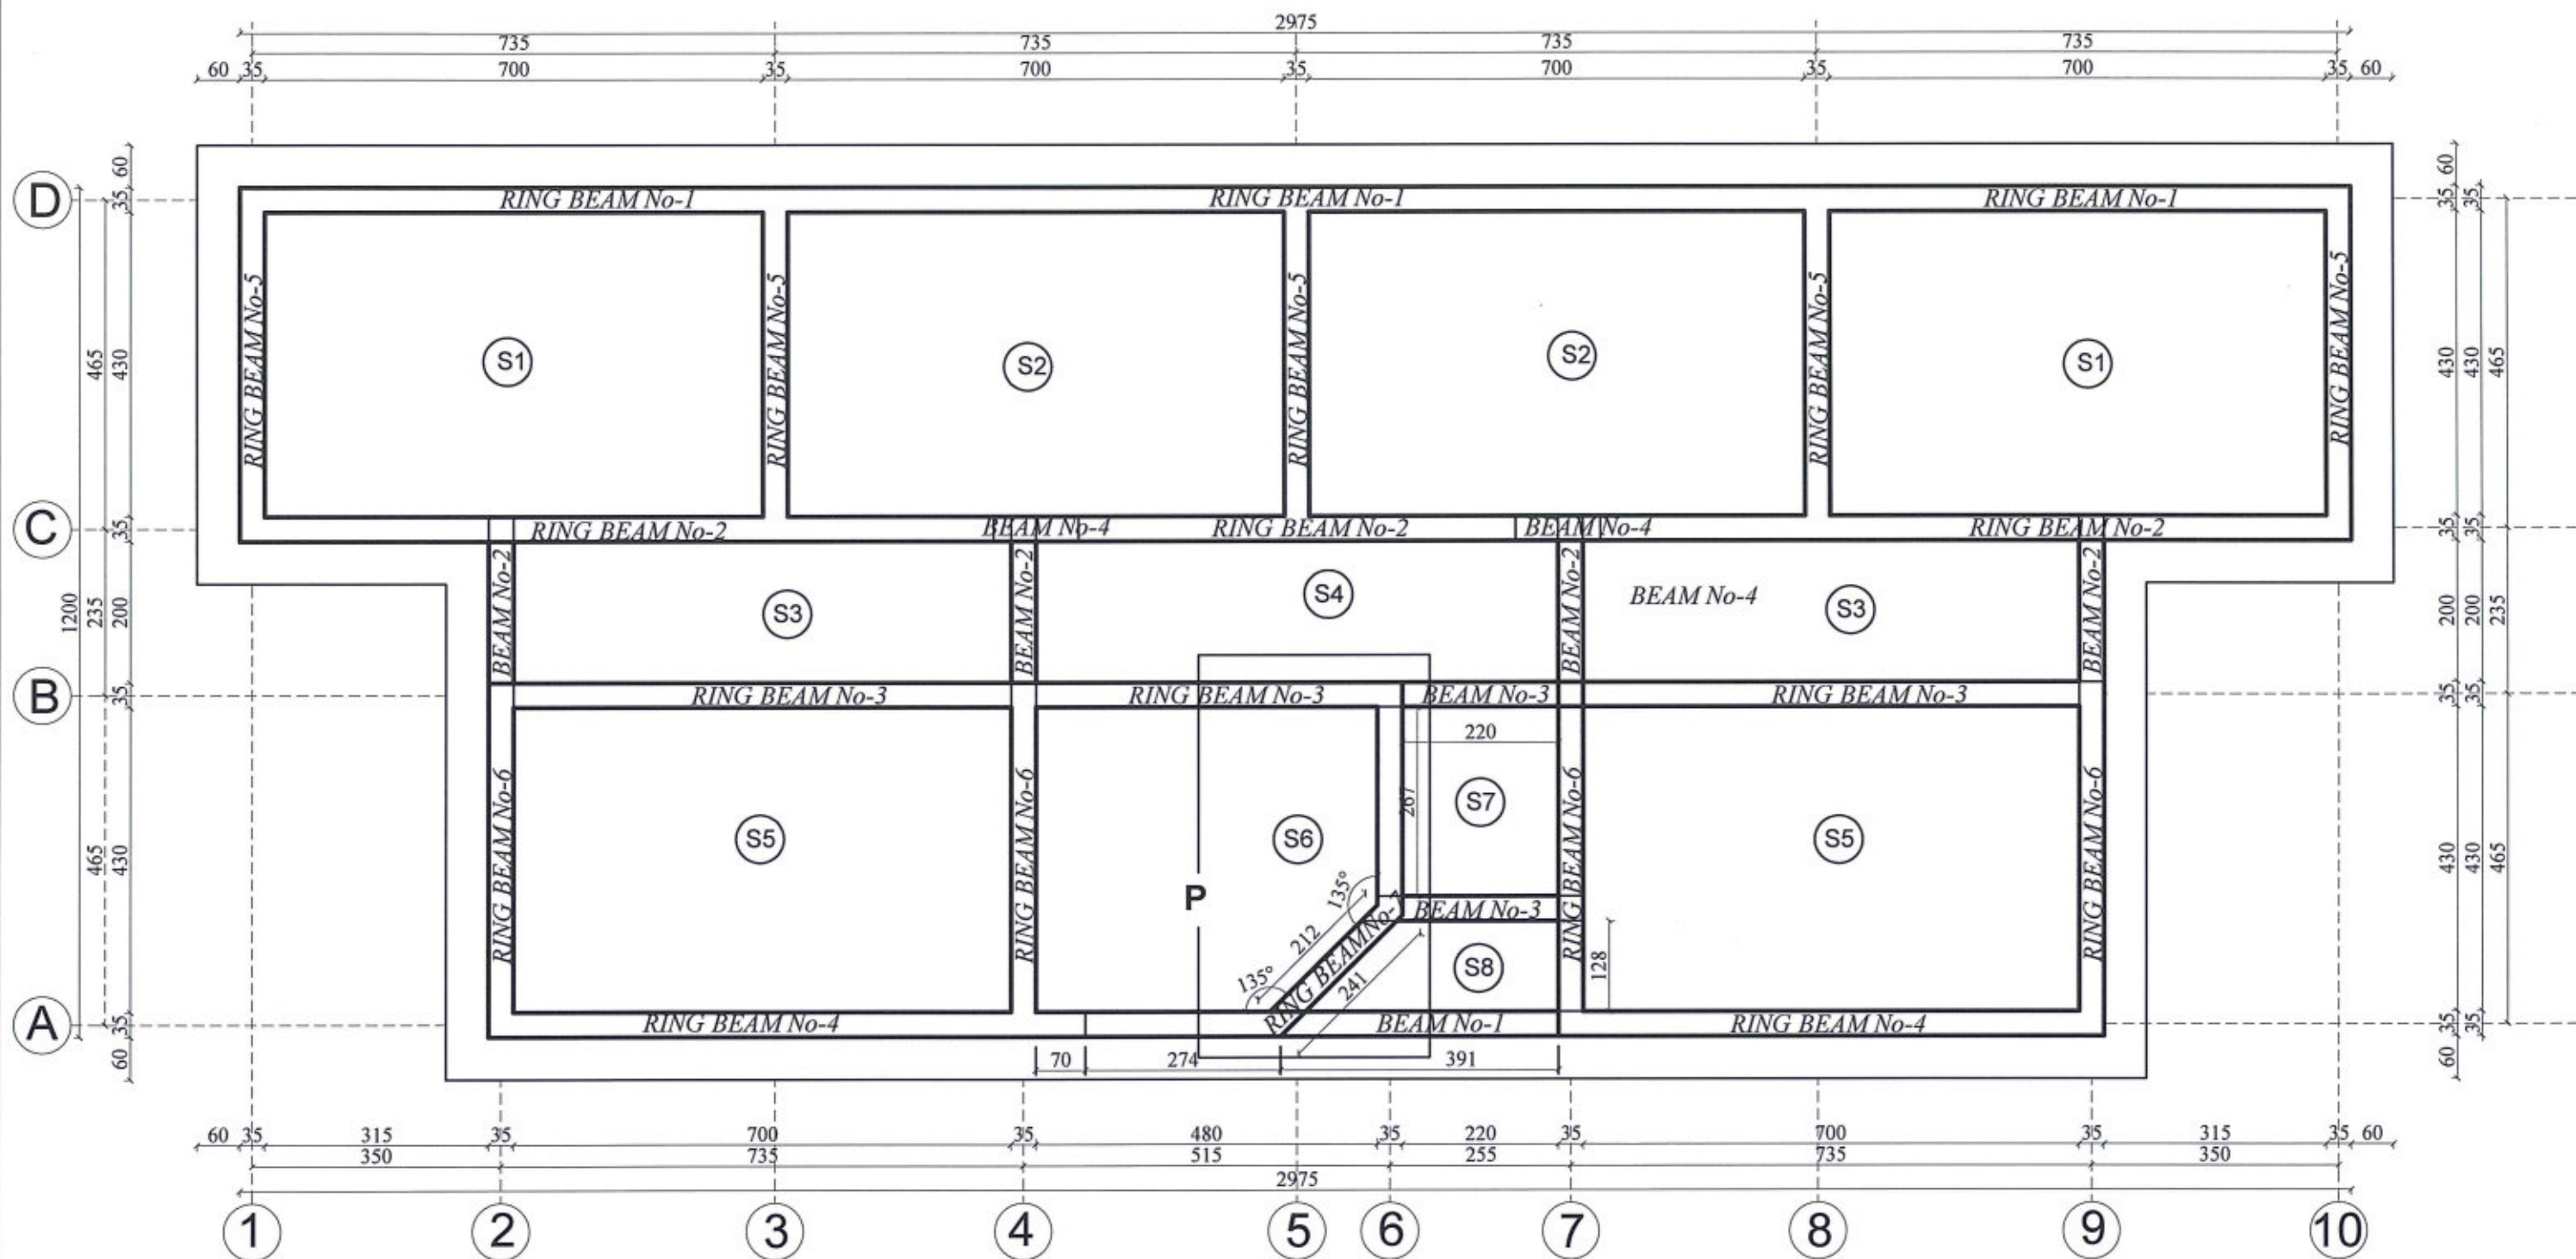 2975
735 735 735 735
60 35 700 35 700 35 700 35 700 35 60
60 60
D RING BEAM No-1 RING BEAM No-1 RING BEAM No-1
35 35 35
RING BEAM No-5 RING BEAM No-5 RING BEAM No-5 RING BEAM No-5 RING BEAM No-5
465 430 S1 S2 S2 S1 430 430 465
C 35 RING BEAM No-2 BEAM No-4 RING BEAM No-2 BEAM No-4 RING BEAM No-2 35 35
BEAM No-2 BEAM No-2 BEAM No-2 BEAM No-2
1200 235 200 S3 S4 BEAM No-4 S3 200 200 235
B 35 RING BEAM No-3 RING BEAM No-3 BEAM No-3 RING BEAM No-3 35 35
220
267 S7
RING BEAM No-6 RING BEAM No-6 RING BEAM No-6 RING BEAM No-6
465 430 S5 S6 S5 430 430 465
P 135° BEAM No-3
212 RING BEAMNo-7
135° 241 S8 128
A 35 RING BEAM No-4 BEAM No-1 RING BEAM No-4 35 35
60 70 274 391 60
60 35 315 35 700 35 480 35 220 35 700 35 315 35 60
350 735 515 255 735 350
2975
1 2 3 4 5 6 7 8 9 10